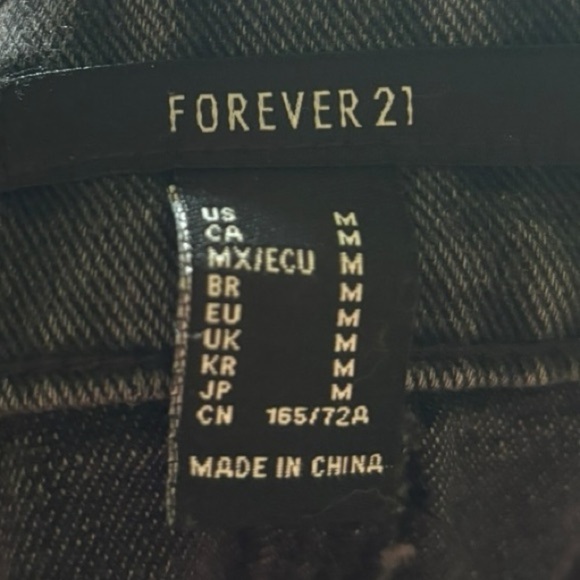 FOREVER 21
US M
CA M
MX/ECU M
BR M
EU M
UK M
KR M
JP M
CN 165/72A
MADE IN CHINA